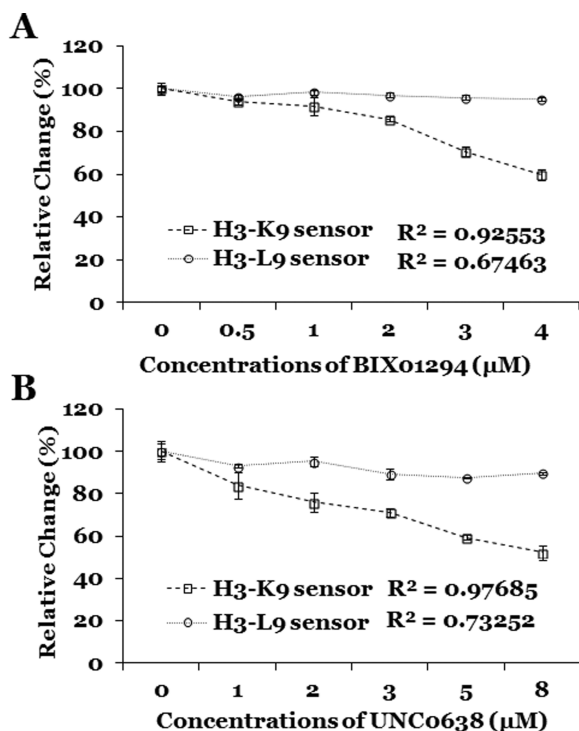 A
120
100
80
60
40
20
0
Relative Change (%)
H3-K9 sensor R² = 0.92553
H3-L9 sensor R² = 0.67463
0 0.5 1 2 3 4
Concentrations of BIX01294 (µM)
B
120
100
80
60
40
20
0
Relative Change (%)
H3-K9 sensor R² = 0.97685
H3-L9 sensor R² = 0.73252
0 1 2 3 5 8
Concentrations of UNC0638 (µM)